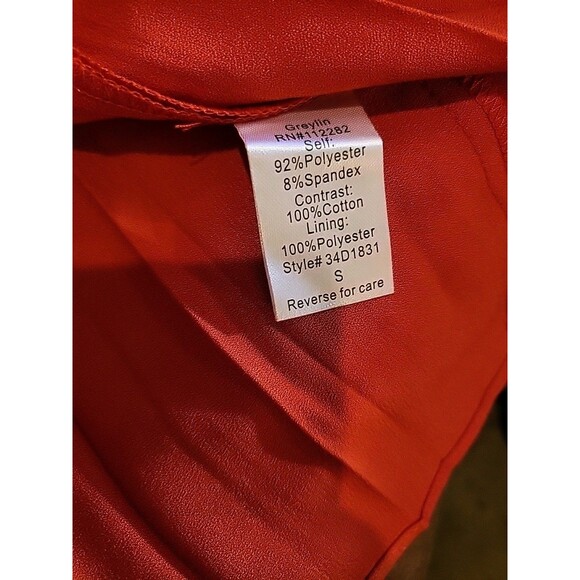 Greylin
RN#112282
Self:
92%Polyester
8%Spandex
Contrast:
100%Cotton
Lining:
100%Polyester
Style# 34D1831
S
Reverse for care